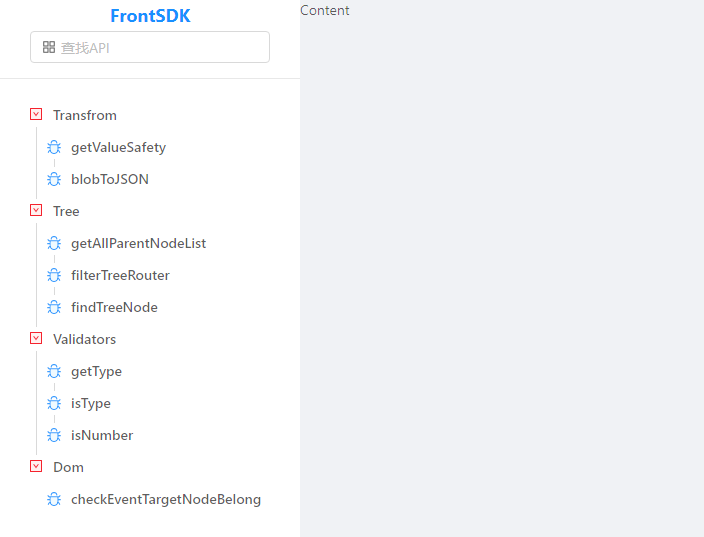 FrontSDK
查找API
Transfrom
getValueSafety
blobToJSON
Tree
getAllParentNodeList
filterTreeRouter
findTreeNode
Validators
getType
isType
isNumber
Dom
checkEventTargetNodeBelong
Content